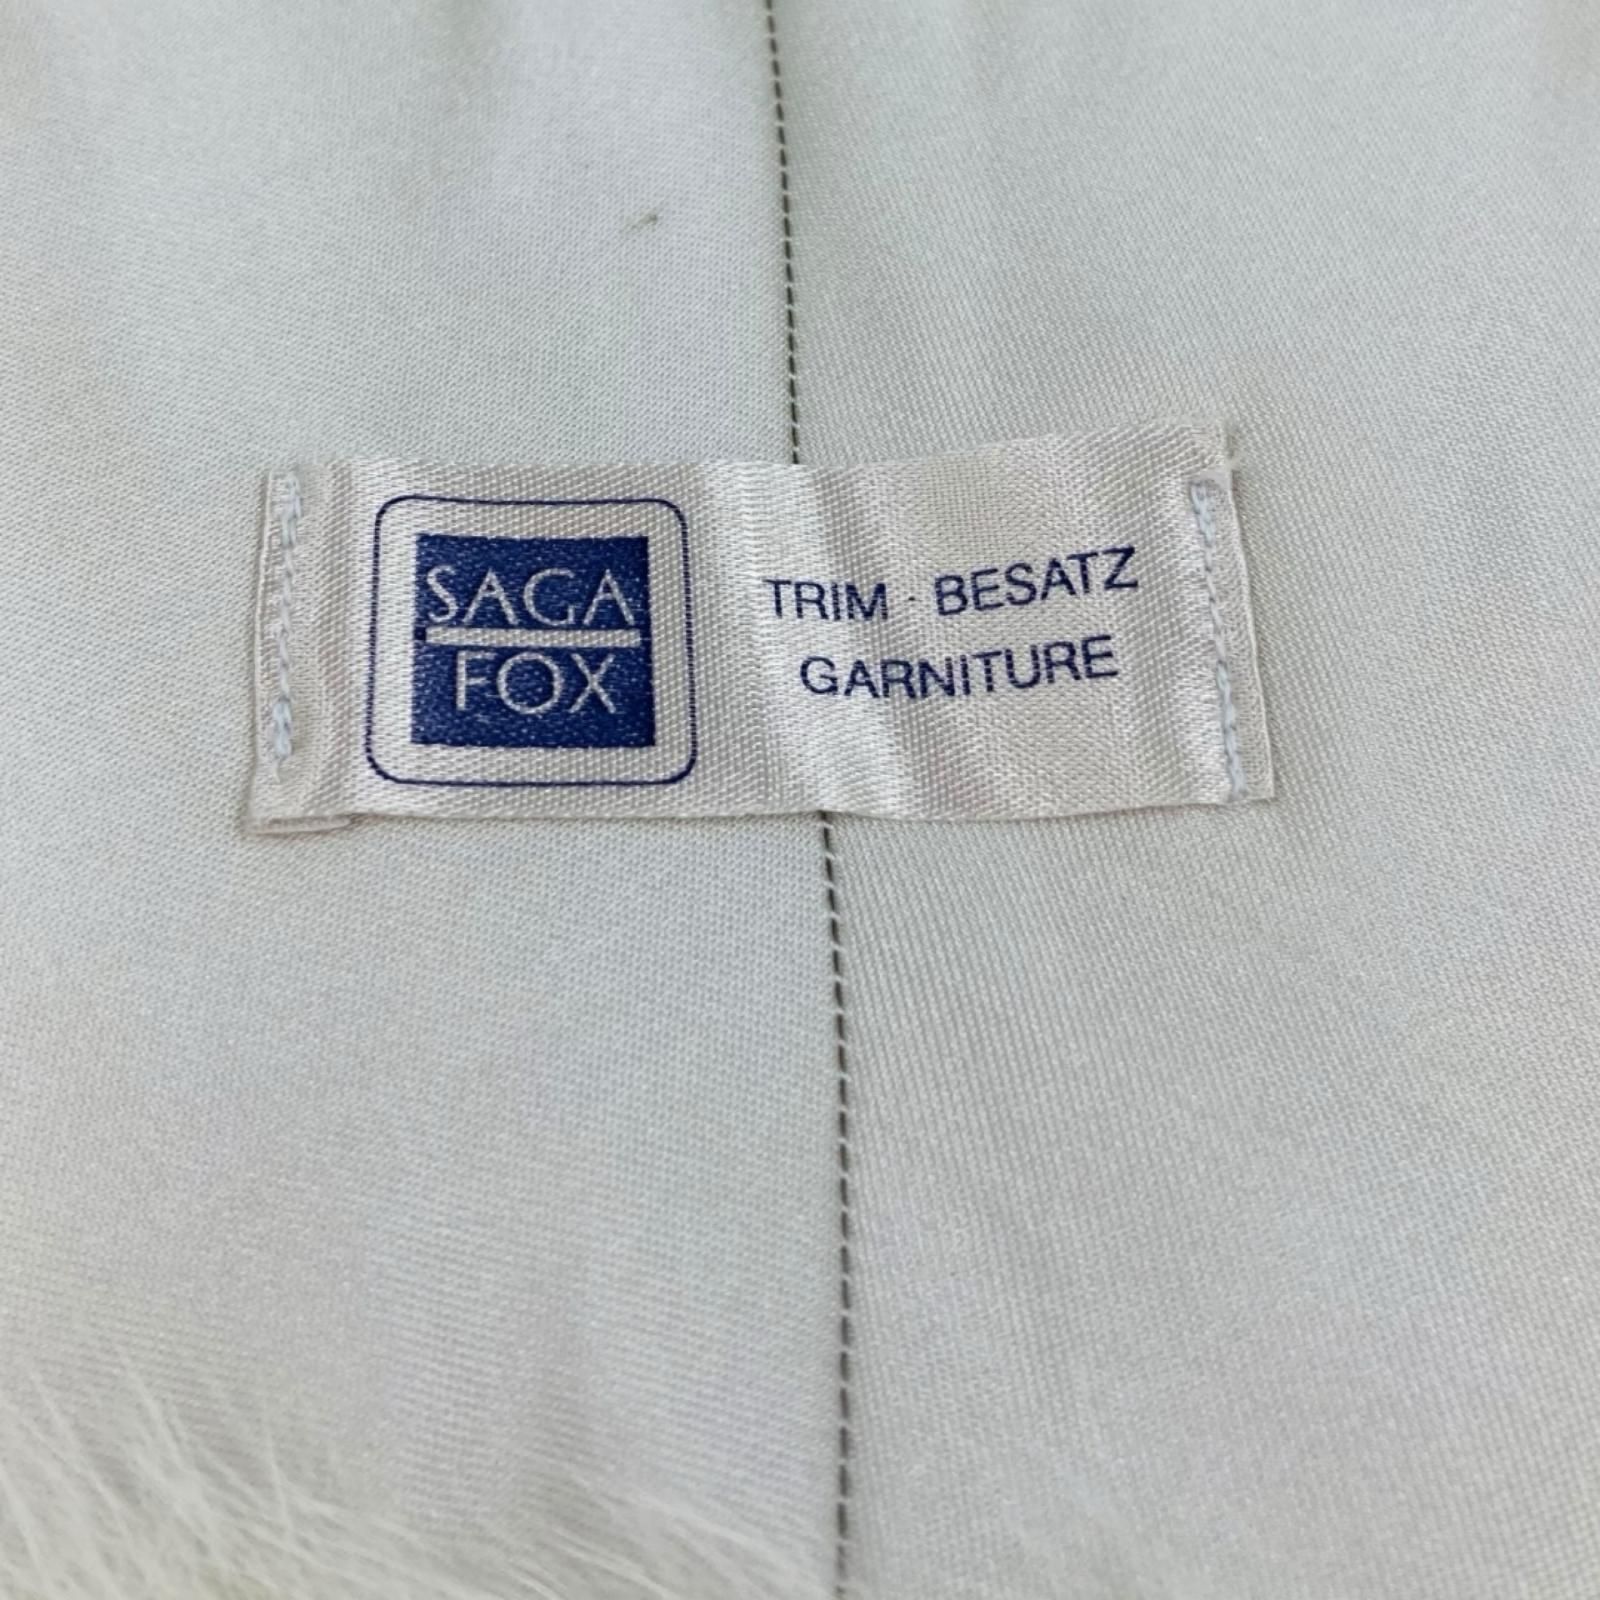 SAGA
FOX
TRIM · BESATZ
GARNITURE